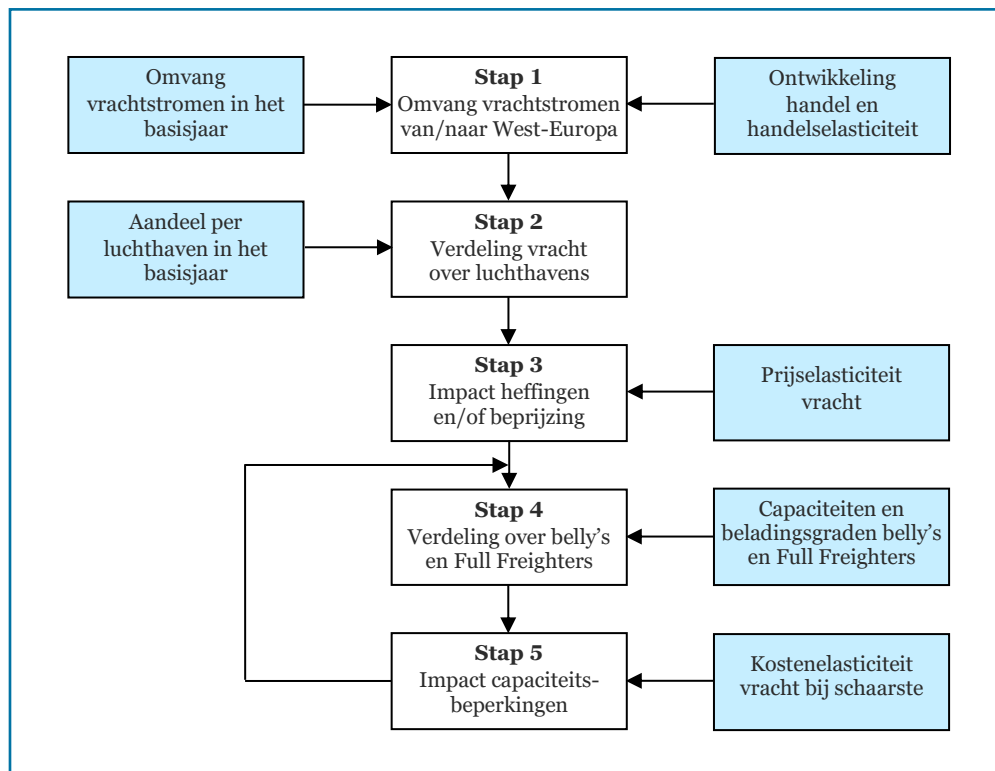 Omvang
vrachtstromen in het
basisjaar
Stap 1
Omvang vrachtstromen
van/naar West-Europa
Ontwikkeling
handel en
handelselasticiteit
Aandeel per
luchthaven in het
basisjaar
Stap 2
Verdeling vracht
over luchthavens
Stap 3
Impact heffingen
en/of beprijzing
Prijselasticiteit
vracht
Stap 4
Verdeling over belly’s
en Full Freighters
Capaciteiten en
beladingsgraden belly’s
en Full Freighters
Stap 5
Impact capaciteits-
beperkingen
Kostenelasticiteit
vracht bij schaarste